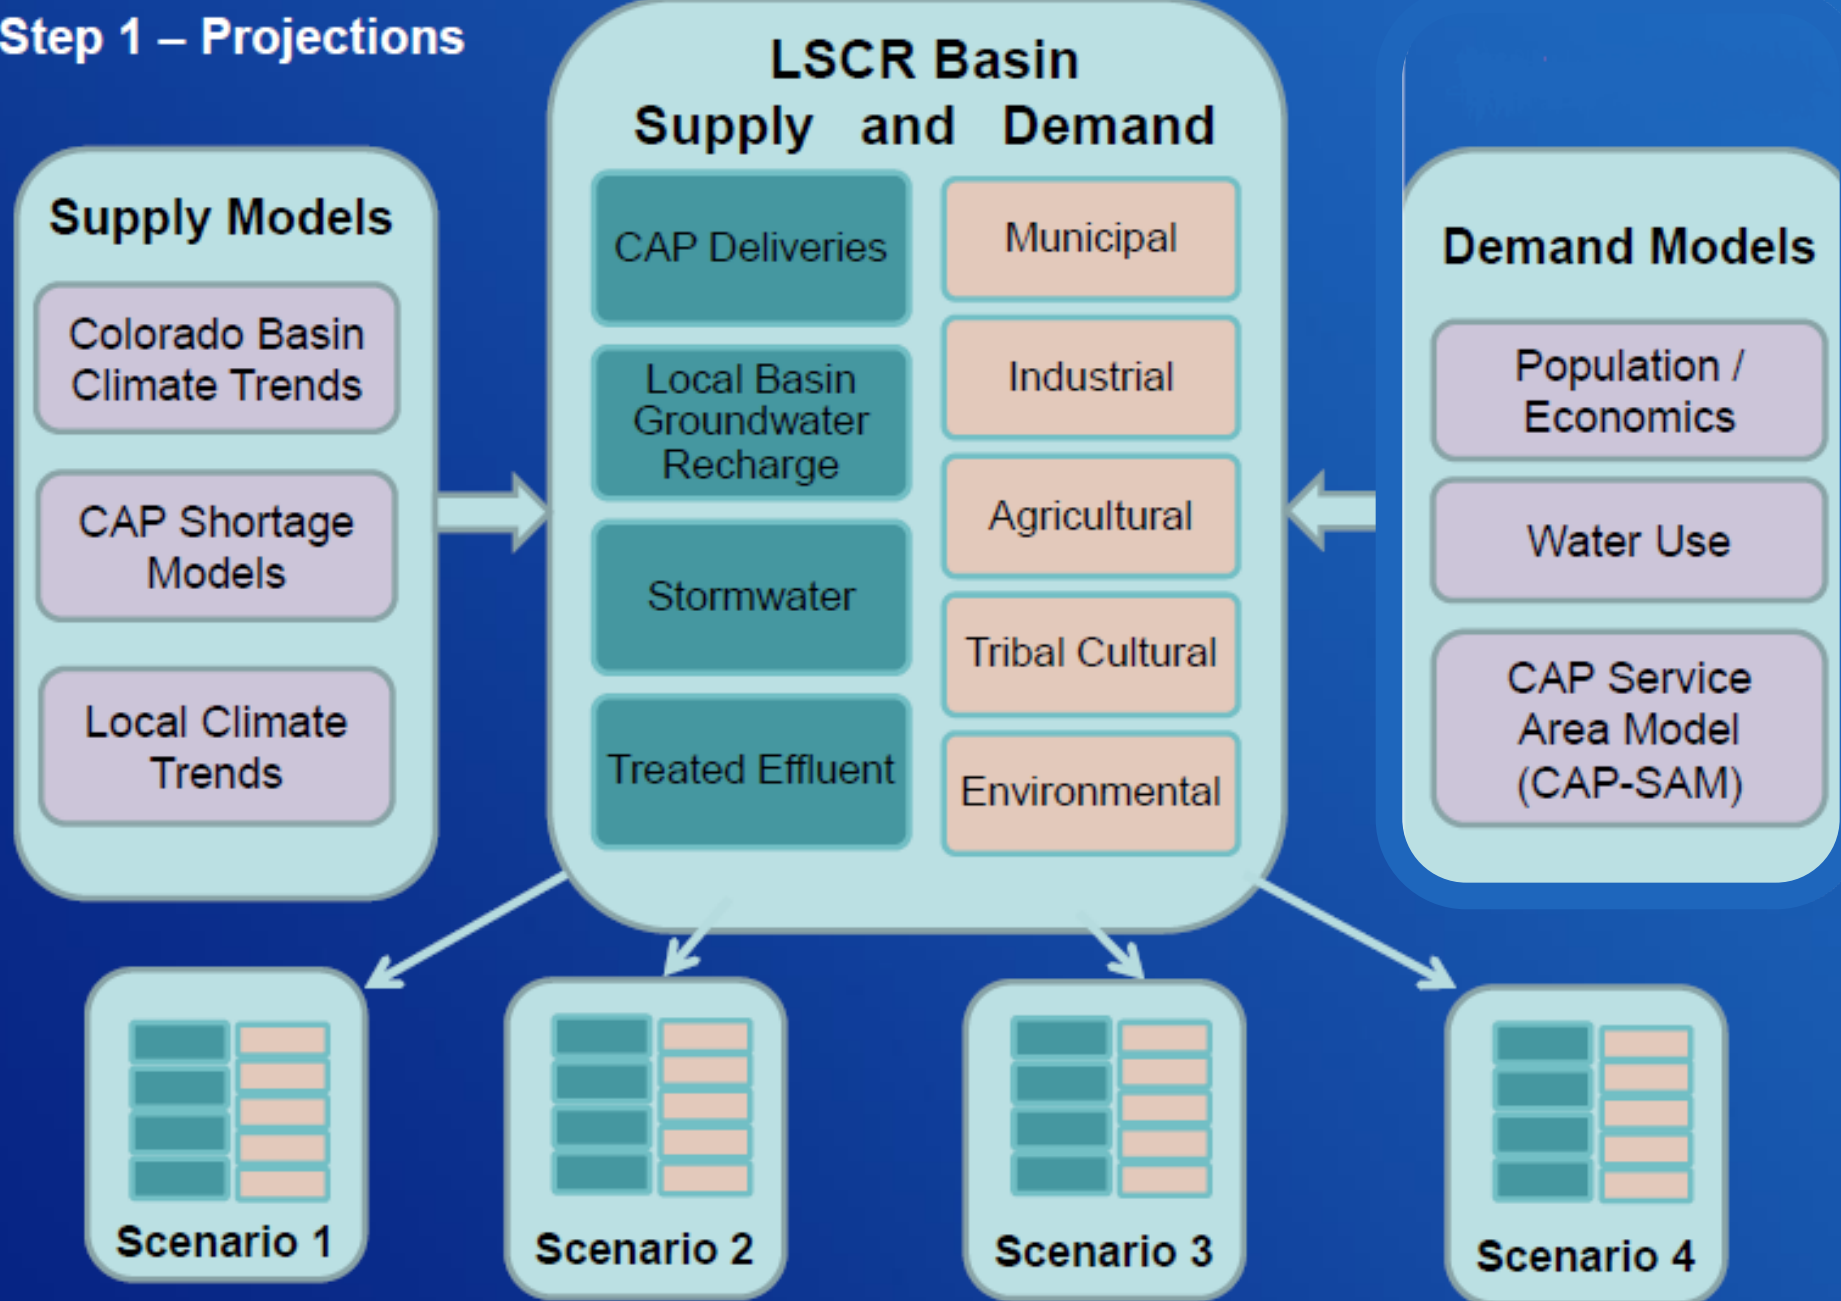 Step 1 – Projections
LSCR Basin
Supply and Demand
Supply Models
Colorado Basin
Climate Trends
CAP Shortage
Models
Local Climate
Trends
CAP Deliveries
Local Basin
Groundwater
Recharge
Stormwater
Treated Effluent
Municipal
Industrial
Agricultural
Tribal Cultural
Environmental
Demand Models
Population /
Economics
Water Use
CAP Service
Area Model
(CAP-SAM)
Scenario 1
Scenario 2
Scenario 3
Scenario 4